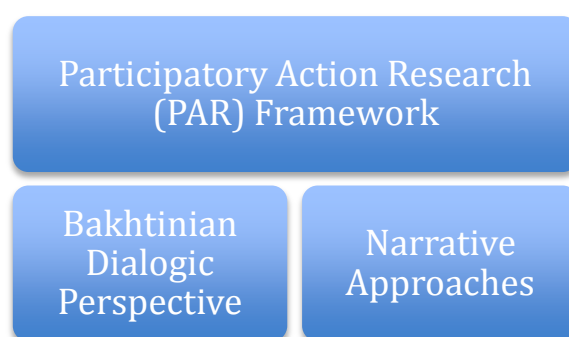 Participatory Action Research
(PAR) Framework
Bakhtinian
Dialogic
Perspective
Narrative
Approaches